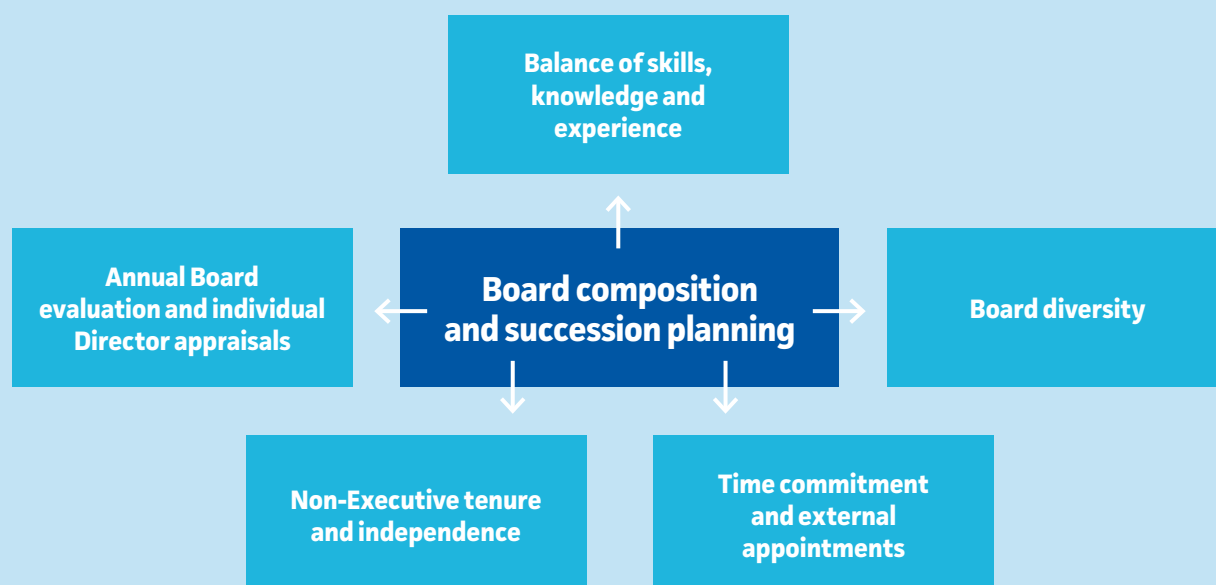 Balance of skills,
knowledge and
experience
Annual Board
evaluation and individual
Director appraisals
Board composition
and succession planning
Board diversity
Non-Executive tenure
and independence
Time commitment
and external
appointments